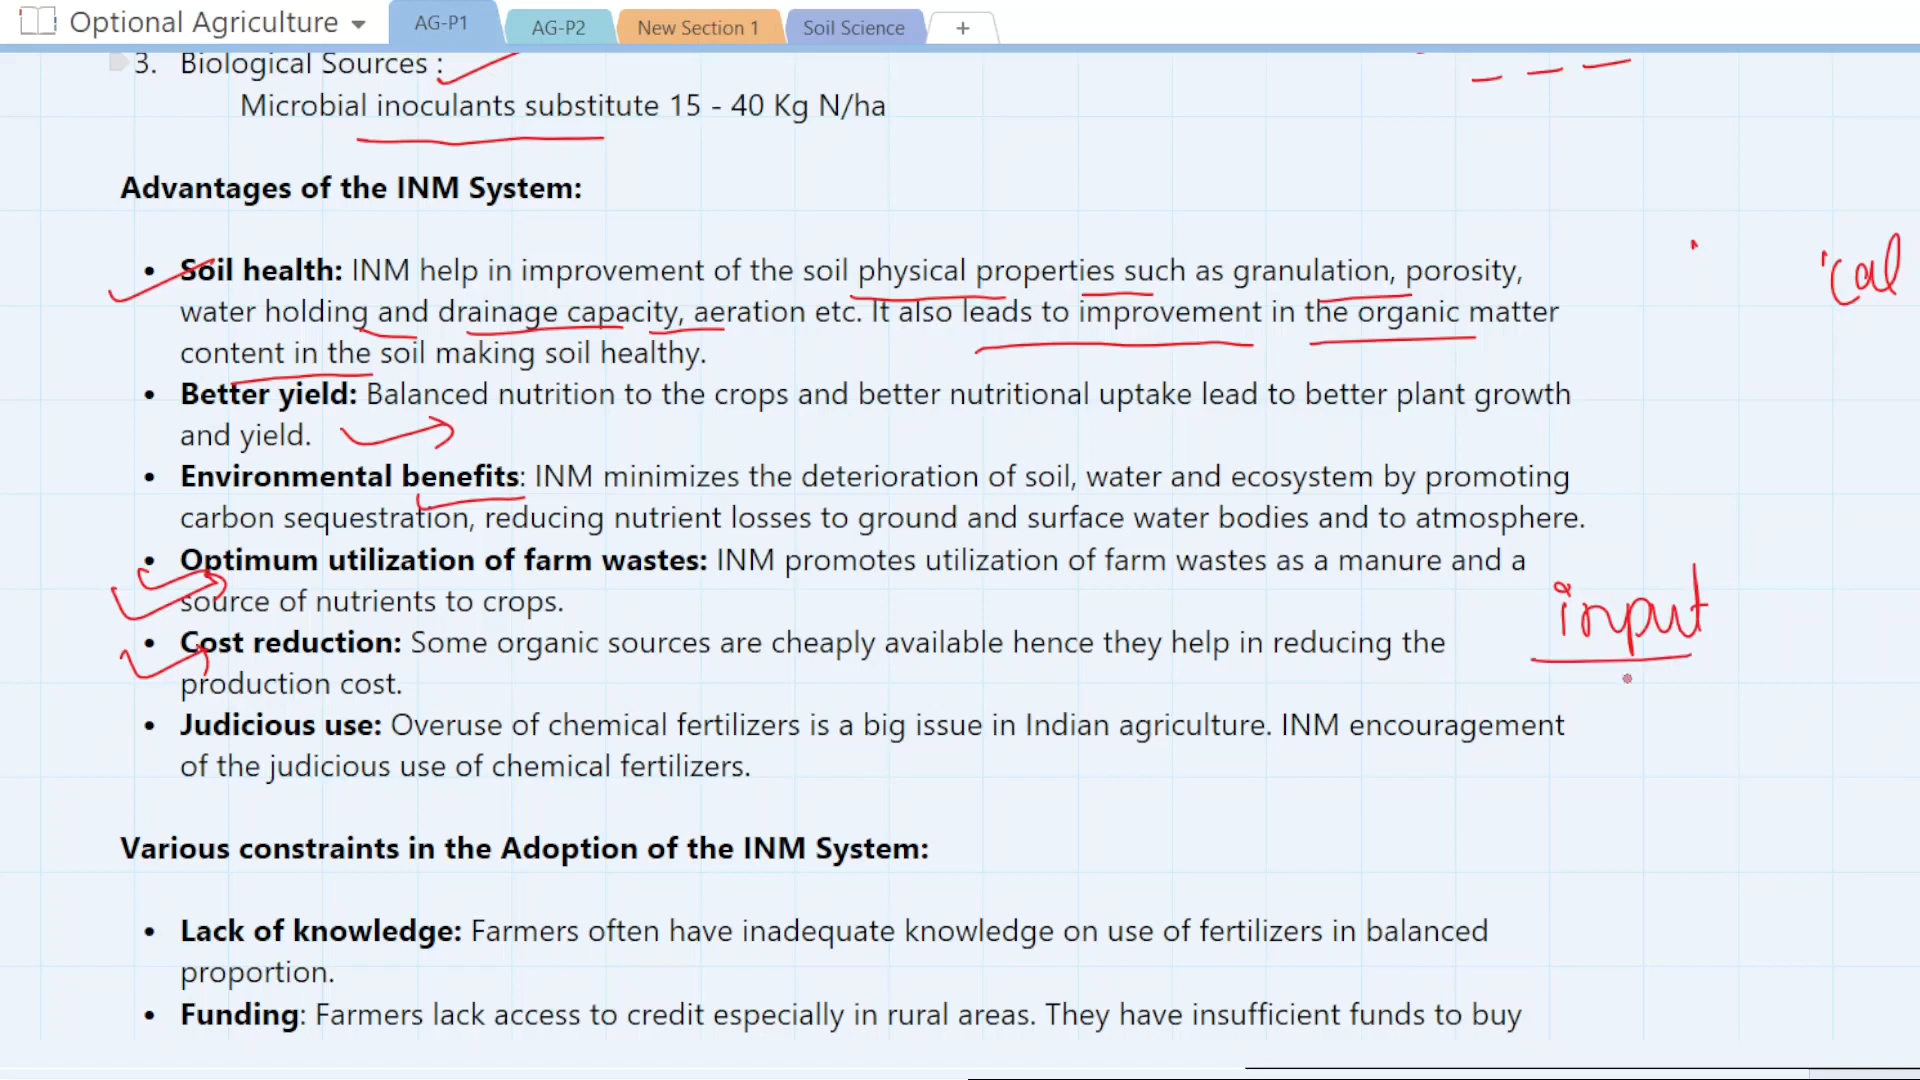 Optional Agriculture
AG-P1
AG-P2
New Section 1
Soil Science
+
3. Biological Sources :
Microbial inoculants substitute 15 - 40 Kg N/ha
Advantages of the INM System:
• Soil health: INM help in improvement of the soil physical properties such as granulation, porosity,
water holding and drainage capacity, aeration etc. It also leads to improvement in the organic matter
content in the soil making soil healthy.
• Better yield: Balanced nutrition to the crops and better nutritional uptake lead to better plant growth
and yield.
• Environmental benefits: INM minimizes the deterioration of soil, water and ecosystem by promoting
carbon sequestration, reducing nutrient losses to ground and surface water bodies and to atmosphere.
• Optimum utilization of farm wastes: INM promotes utilization of farm wastes as a manure and a
source of nutrients to crops.
• Cost reduction: Some organic sources are cheaply available hence they help in reducing the
production cost.
• Judicious use: Overuse of chemical fertilizers is a big issue in Indian agriculture. INM encouragement
of the judicious use of chemical fertilizers.
ical
input
Various constraints in the Adoption of the INM System:
• Lack of knowledge: Farmers often have inadequate knowledge on use of fertilizers in balanced
proportion.
• Funding: Farmers lack access to credit especially in rural areas. They have insufficient funds to buy